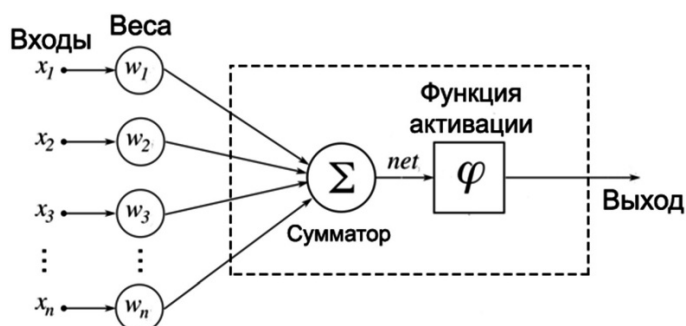 Входы
Веса
x1
w1
Функция
активации
x2
w2
Σ
net
φ
x3
w3
Выход
Сумматор
⋮
⋮
xn
wn